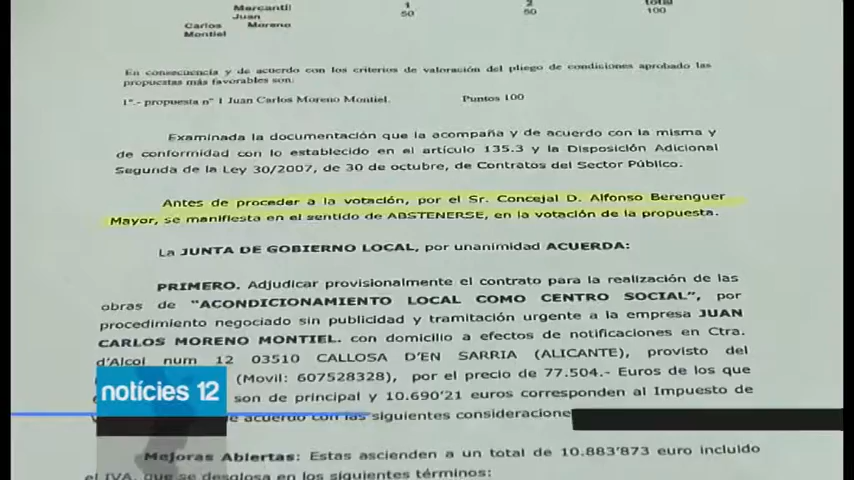 Mercantil 1 2 Total
Juan 50 50 100
Carlos Moreno
Montiel
En consecuencia y de acuerdo con los criterios de valoración del pliego de condiciones aprobado las
propuestas más favorables son:
1º.- propuesta nº 1 Juan Carlos Moreno Montiel. Puntos 100
Examinada la documentación que la acompaña y de acuerdo con la misma y
de conformidad con lo establecido en el artículo 135.3 y la Disposición Adicional
Segunda de la Ley 30/2007, de 30 de octubre, de Contratos del Sector Público.
Antes de proceder a la votación, por el Sr. Concejal D. Alfonso Berenguer
Mayor, se manifiesta en el sentido de ABSTENERSE, en la votación de la propuesta.
La JUNTA DE GOBIERNO LOCAL, por unanimidad ACUERDA:
PRIMERO. Adjudicar provisionalmente el contrato para la realización de las
obras de "ACONDICIONAMIENTO LOCAL COMO CENTRO SOCIAL", por
procedimiento negociado sin publicidad y tramitación urgente a la empresa JUAN
CARLOS MORENO MONTIEL. con domicilio a efectos de notificaciones en Ctra.
d'Alcol num 12 03510 CALLOSA D'EN SARRIA (ALICANTE), provisto del
(Movil: 607528328), por el precio de 77.504.- Euros de los que
son de principal y 10.690'21 euros corresponden al Impuesto de
de acuerdo con las siguientes consideracione
notícies 12
Mejoras Abiertas: Estas ascienden a un total de 10.883'873 euro incluido
el IVA, que se desglosa en los siguientes términos: